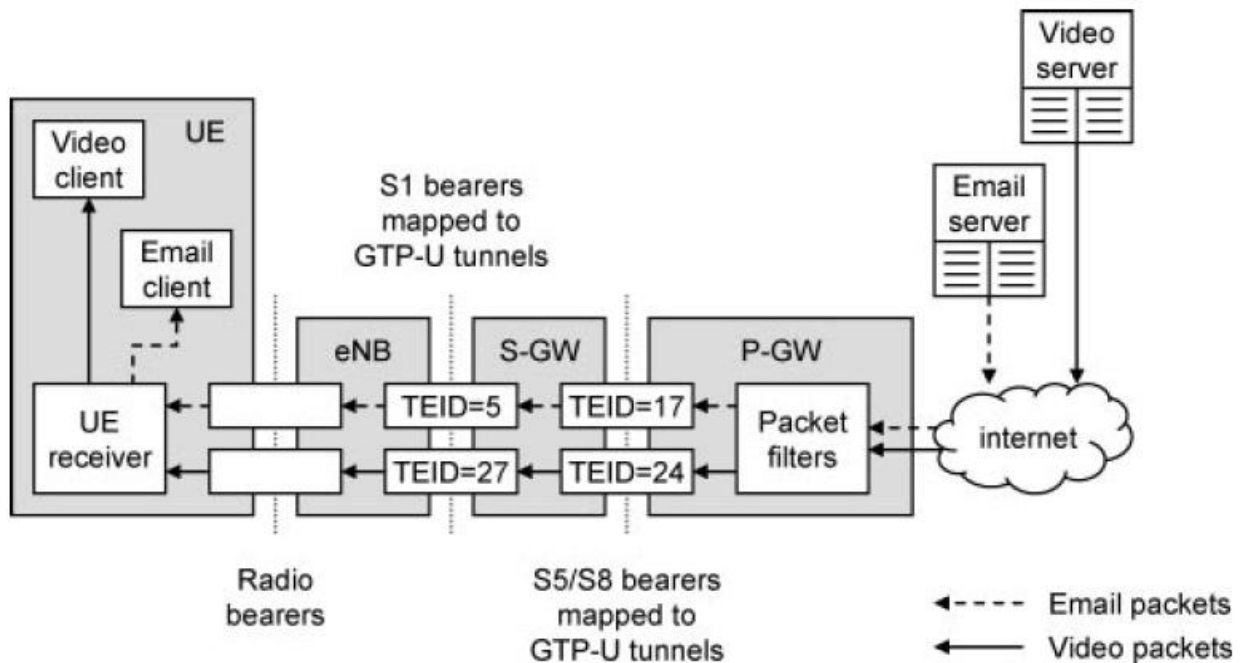 Video
server
UE
Video
client
Email
server
S1 bearers
mapped to
GTP-U tunnels
Email
client
eNB
S-GW
P-GW
UE
receiver
TEID=5
TEID=17
TEID=27
TEID=24
Packet
filters
internet
Radio
bearers
S5/S8 bearers
mapped to
GTP-U tunnels
Email packets
Video packets